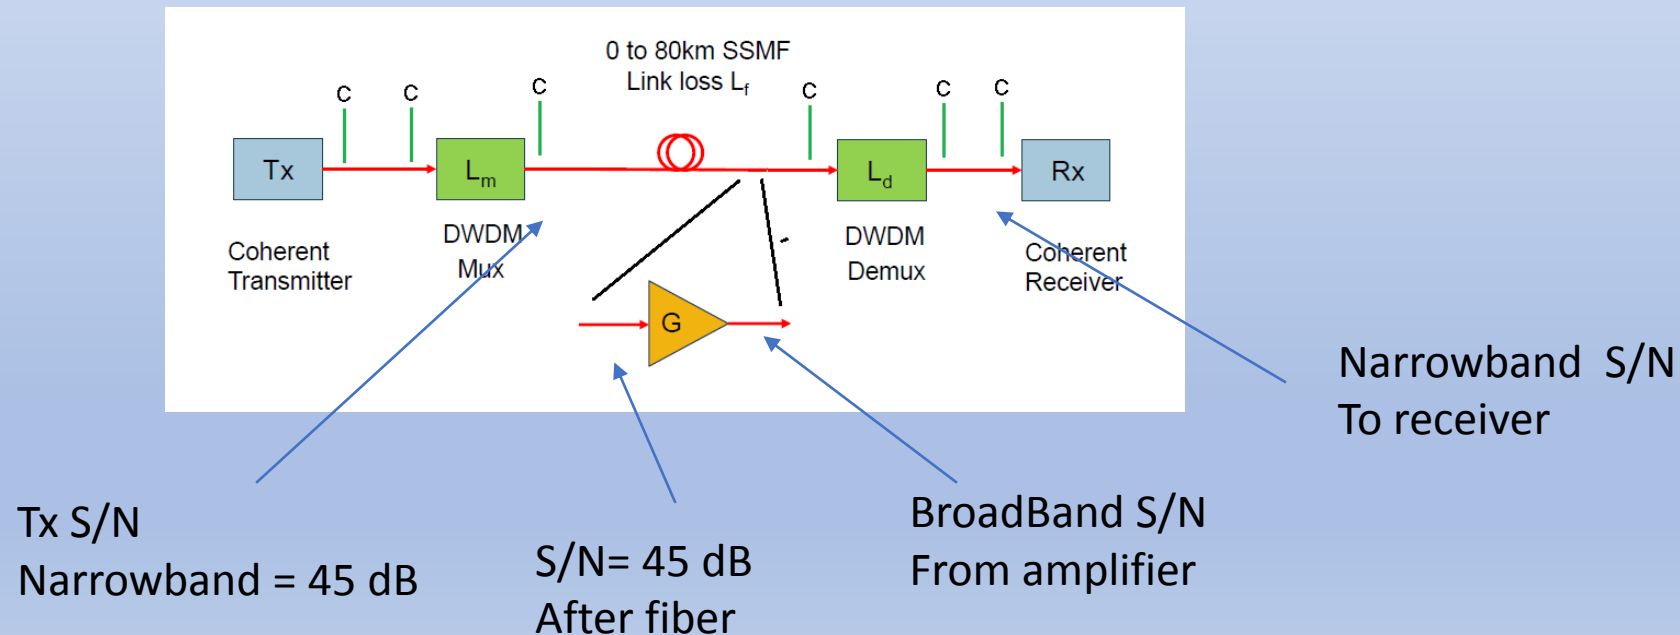 0 to 80km SSMF
Link loss Lf
C
C
C
C
C
C
Tx
Lm
Ld
Rx
Coherent
Transmitter
DWDM
Mux
DWDM
Demux
Coherent
Receiver
G
Narrowband S/N
To receiver
Tx S/N
Narrowband = 45 dB
S/N= 45 dB
After fiber
BroadBand S/N
From amplifier